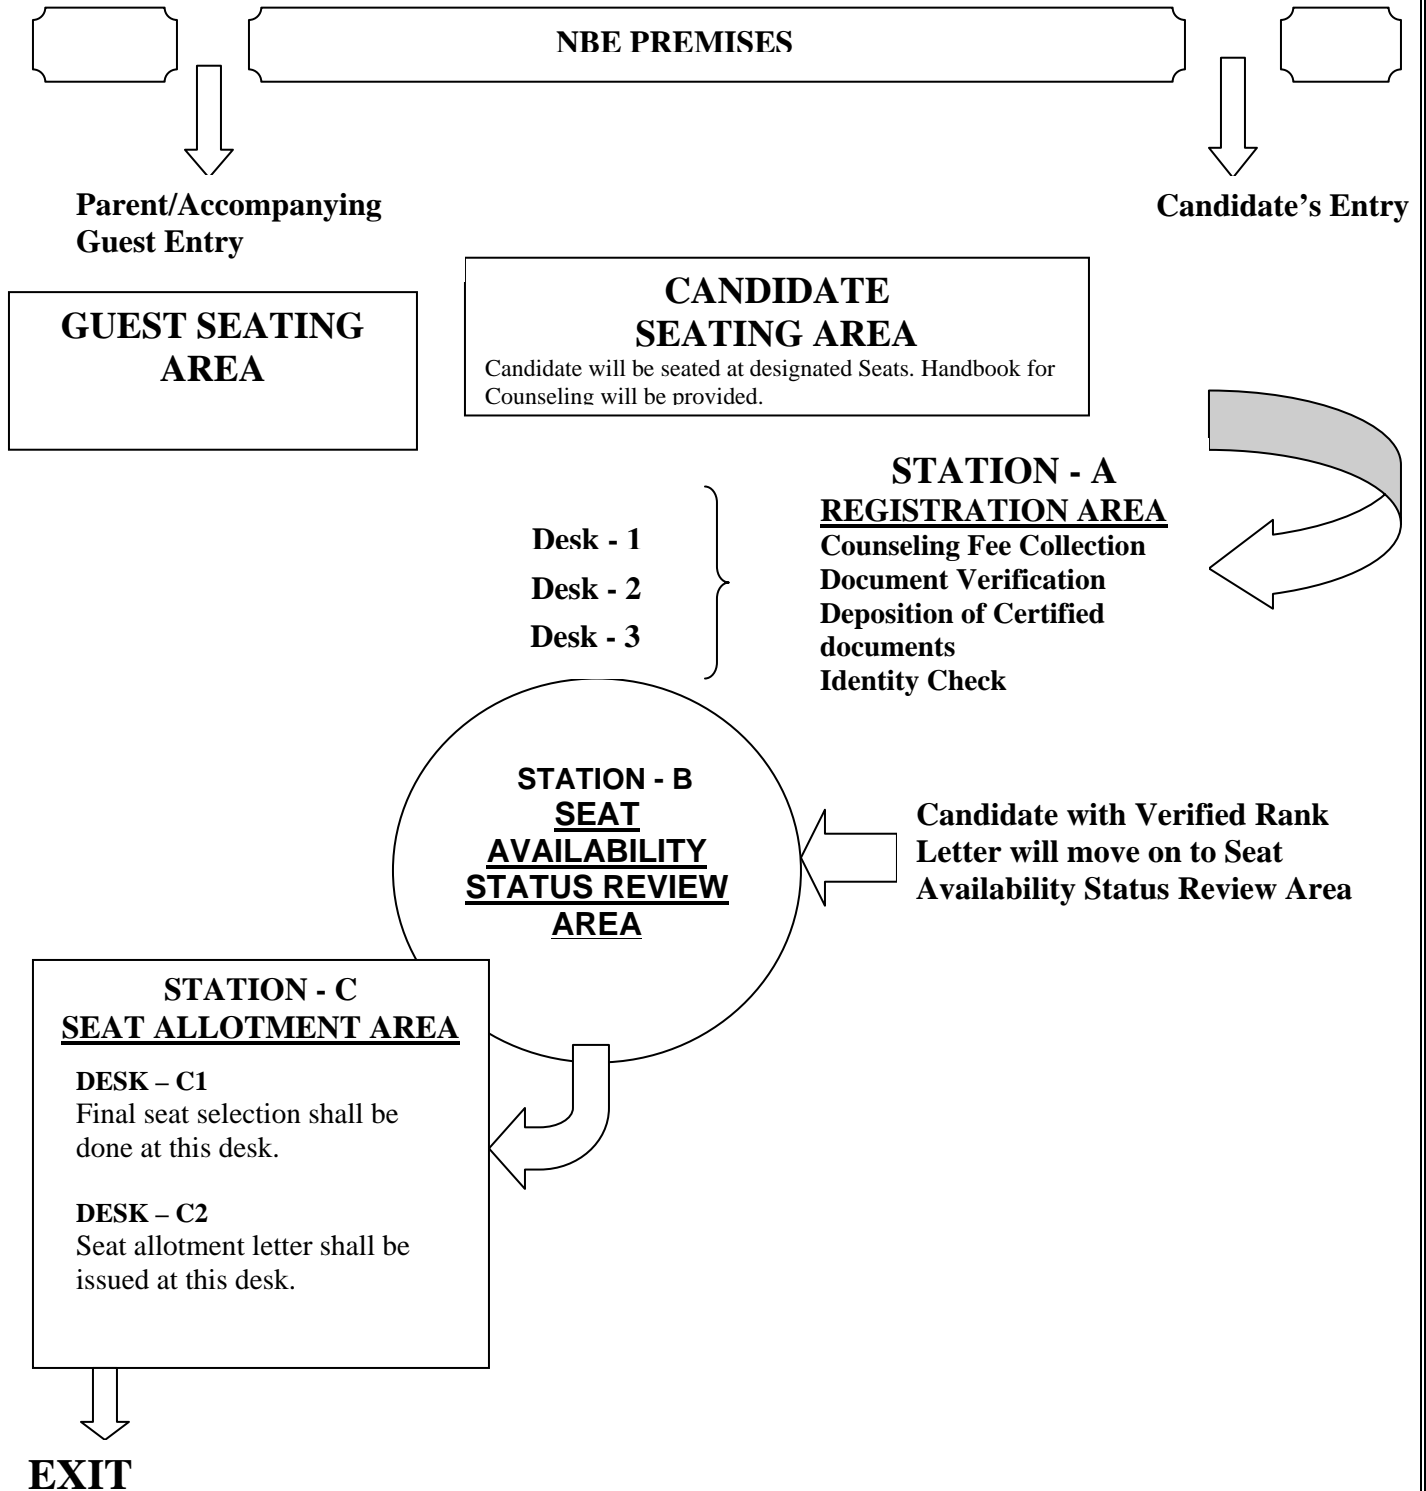 NBE PREMISES
Parent/Accompanying
Guest Entry
Candidate’s Entry
GUEST SEATING
AREA
CANDIDATE
SEATING AREA
Candidate will be seated at designated Seats. Handbook for
Counseling will be provided.
Desk - 1
Desk - 2
Desk - 3
STATION - A
REGISTRATION AREA
Counseling Fee Collection
Document Verification
Deposition of Certified
documents
Identity Check
STATION - B
SEAT
AVAILABILITY
STATUS REVIEW
AREA
Candidate with Verified Rank
Letter will move on to Seat
Availability Status Review Area
STATION - C
SEAT ALLOTMENT AREA
DESK – C1
Final seat selection shall be
done at this desk.
DESK – C2
Seat allotment letter shall be
issued at this desk.
EXIT